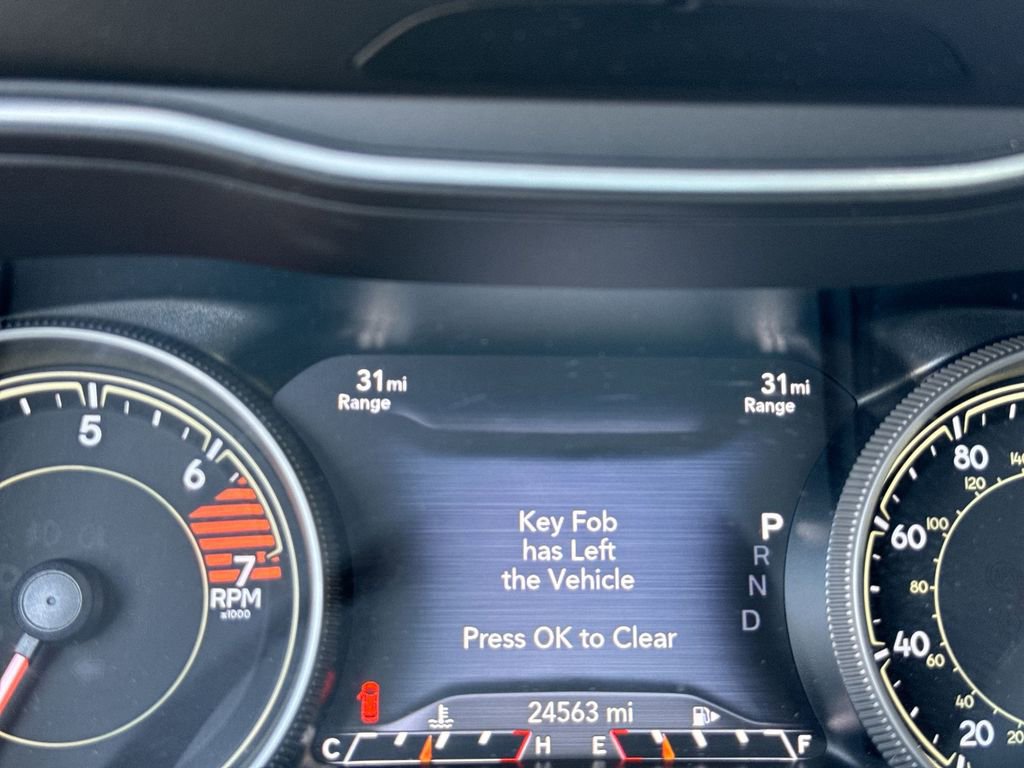 31mi
Range
31mi
Range
5
6
7
RPM
x1000
Key Fob
has Left
the Vehicle
Press OK to Clear
P
R
N
D
24563 mi
C
H
E
F
80
60
40
20
120
100
80
60
40
20